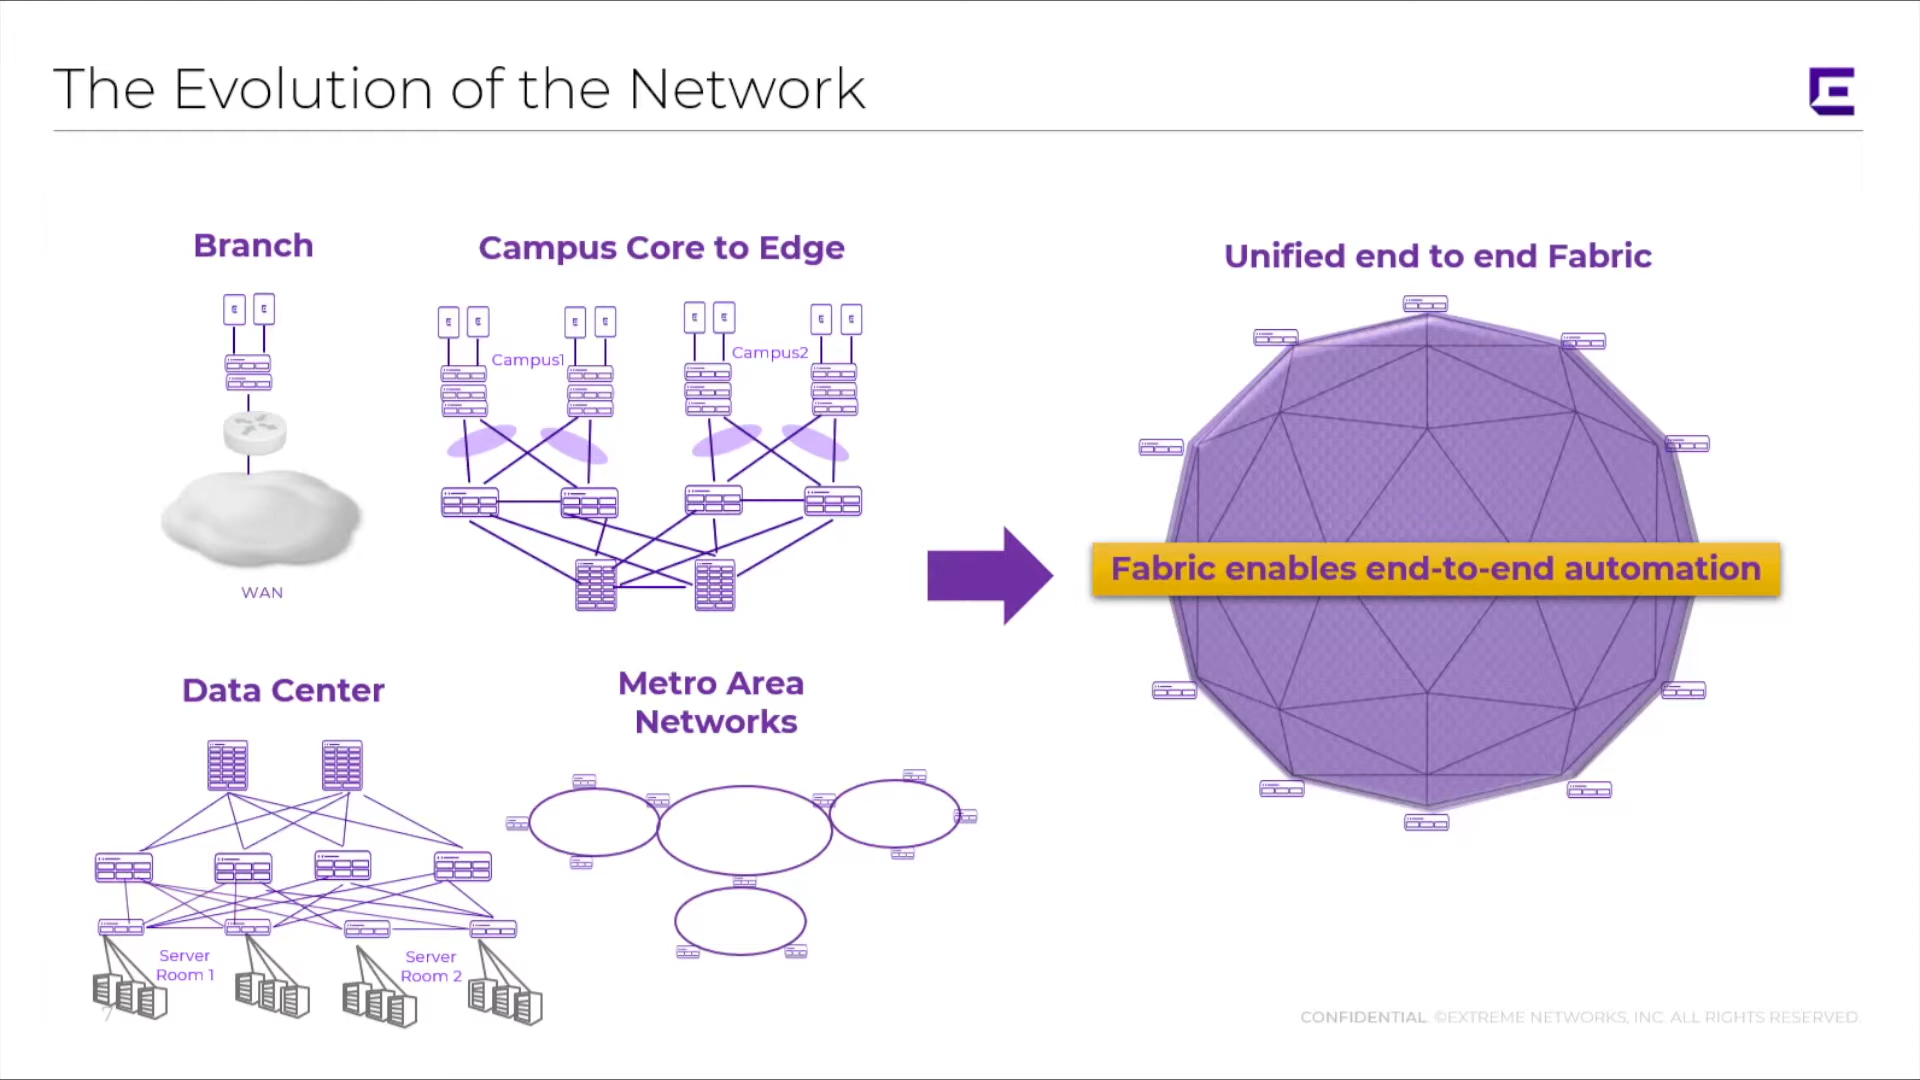 The Evolution of the Network
Branch
WAN
Campus Core to Edge
Campus1
Campus2
Data Center
Server
Room 1
Server
Room 2
Metro Area
Networks
Unified end to end Fabric
Fabric enables end-to-end automation
7
CONFIDENTIAL. ©EXTREME NETWORKS, INC. ALL RIGHTS RESERVED.